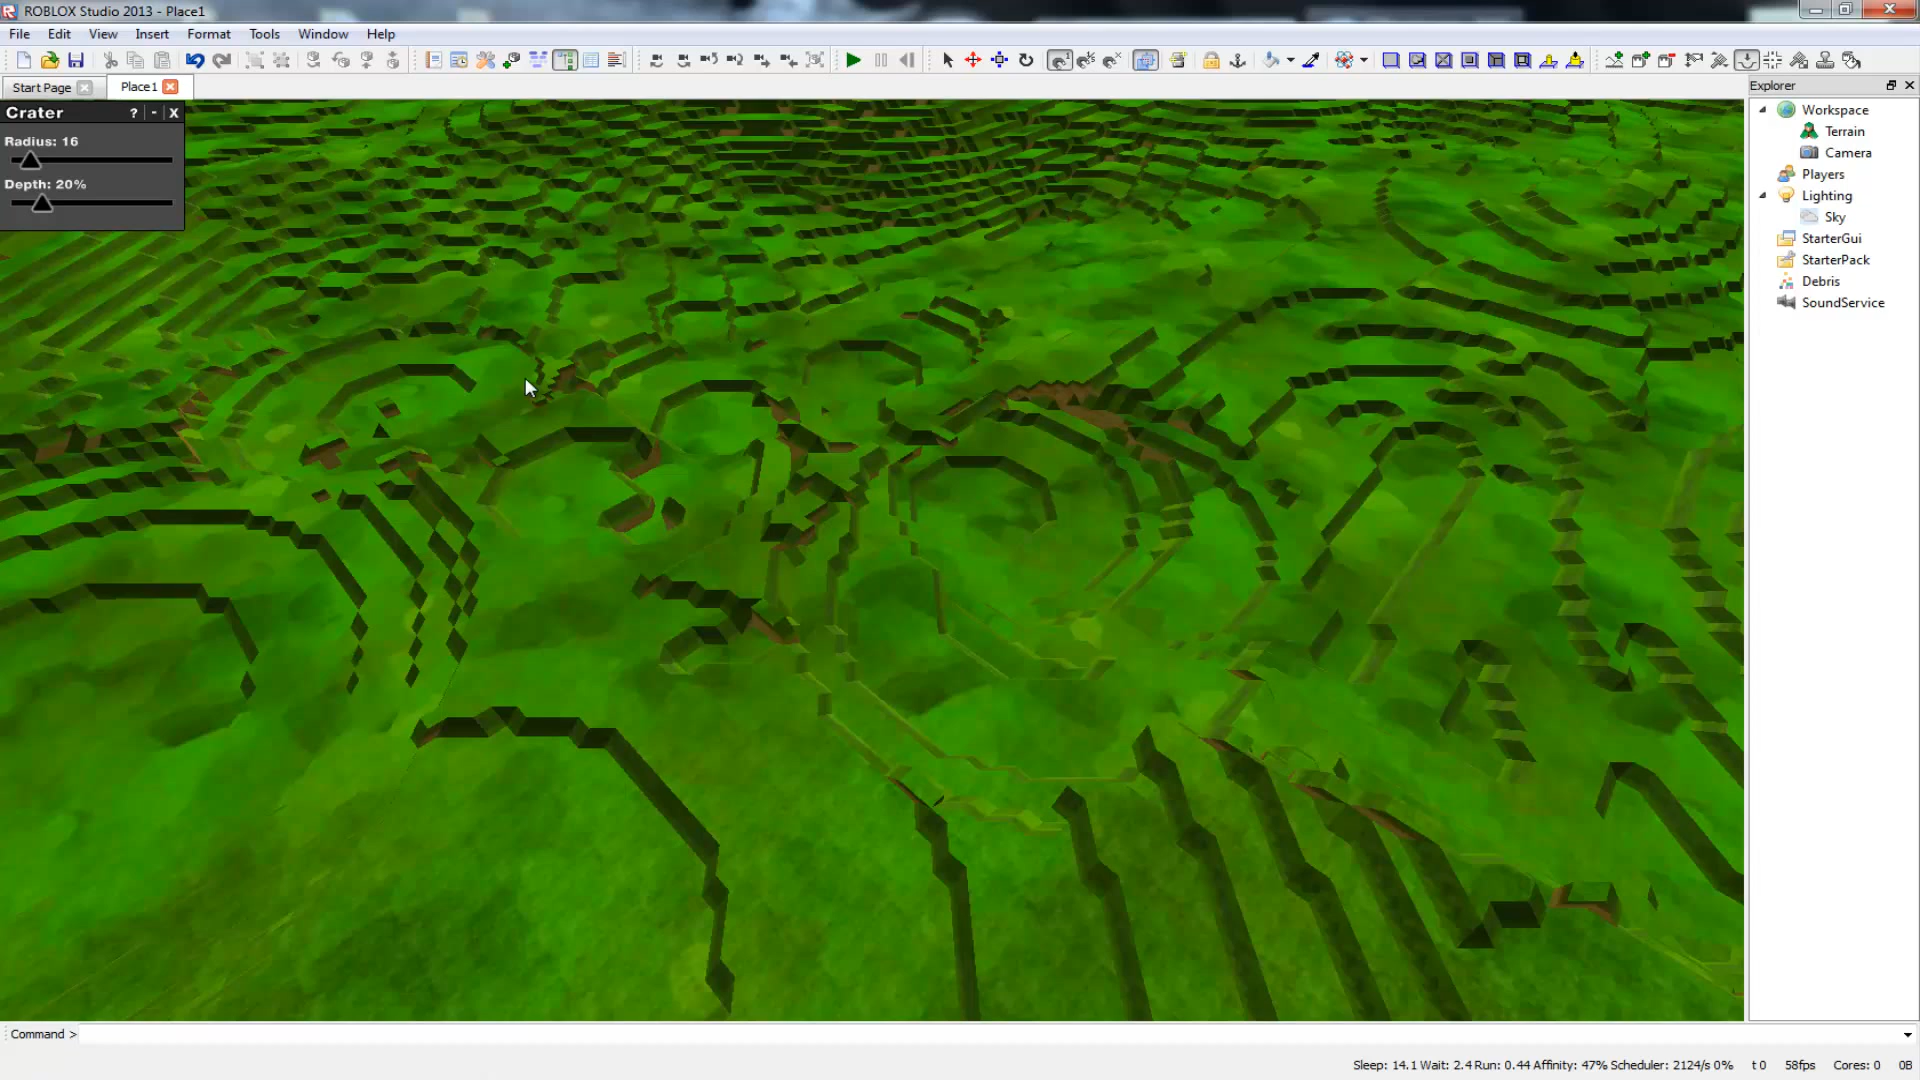 ROBLOX Studio 2013 - Place1
File Edit View Insert Format Tools Window Help
Start Page
Place1
Explorer
Crater ? - X
Radius: 16
Depth: 20%
Workspace
Terrain
Camera
Players
Lighting
Sky
StarterGui
StarterPack
Debris
SoundService
Command >
Sleep: 14.1 Wait: 2.4 Run: 0.44 Affinity: 47% Scheduler: 2124/s 0% t 0 58fps Cores: 0 0B